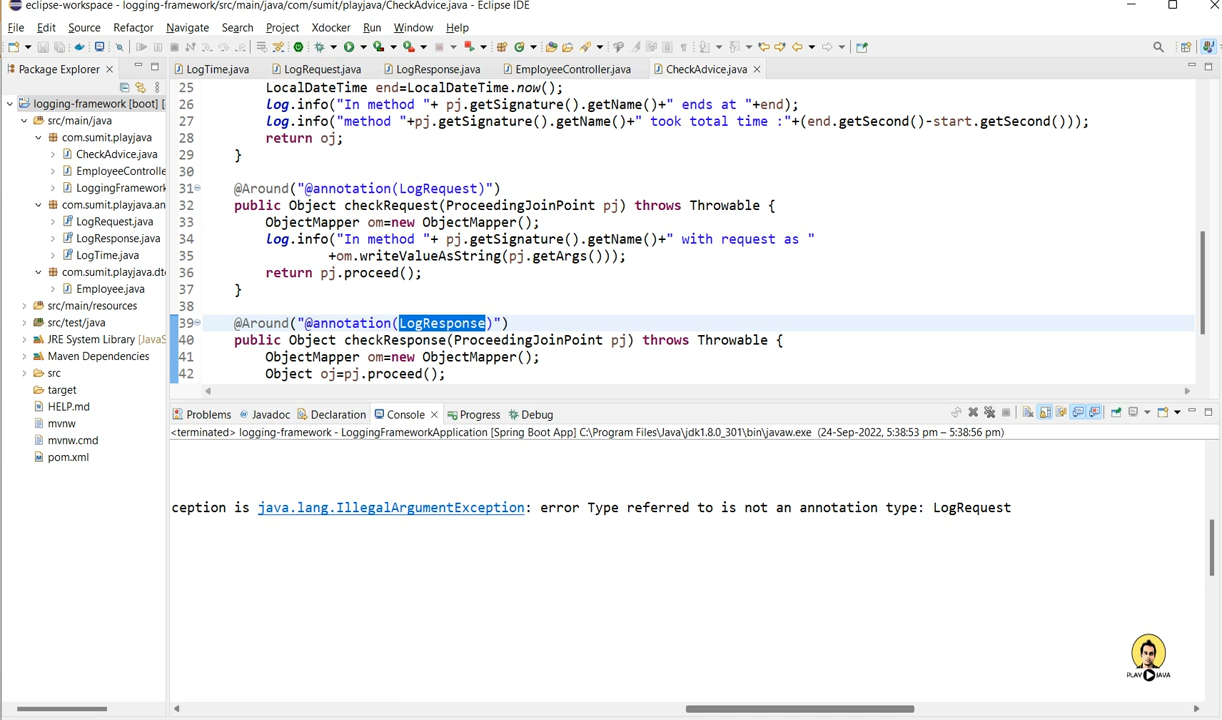 eclipse-workspace - logging-framework/src/main/java/com/sumit/playjava/CheckAdvice.java - Eclipse IDE
File Edit Source Refactor Navigate Search Project Xdocker Run Window Help
Package Explorer
LogTime.java LogRequest.java LogResponse.java EmployeeController.java CheckAdvice.java
logging-framework [boot] [
src/main/java
com.sumit.playjava
CheckAdvice.java
EmployeeControlle
LoggingFramework
com.sumit.playjava.an
LogRequest.java
LogResponse.java
LogTime.java
com.sumit.playjava.dt
Employee.java
src/main/resources
src/test/java
JRE System Library [JavaS
Maven Dependencies
src
target
HELP.md
mvnw
mvnw.cmd
pom.xml
25 LocalDateTime end=LocalDateTime.now();
26 log.info("In method "+ pj.getSignature().getName()+" ends at "+end);
27 log.info("method "+pj.getSignature().getName()+" took total time :"+(end.getSecond()-start.getSecond()));
28 return oj;
29 }
30
31 @Around("@annotation(LogRequest)")
32 public Object checkRequest(ProceedingJoinPoint pj) throws Throwable {
33 ObjectMapper om=new ObjectMapper();
34 log.info("In method "+ pj.getSignature().getName()+" with request as "
35 +om.writeValueAsString(pj.getArgs()));
36 return pj.proceed();
37 }
38
39 @Around("@annotation(LogResponse)")
40 public Object checkResponse(ProceedingJoinPoint pj) throws Throwable {
41 ObjectMapper om=new ObjectMapper();
42 Object oj=pj.proceed();
Problems Javadoc Declaration Console Progress Debug
<terminated> logging-framework - LoggingFrameworkApplication [Spring Boot App] C:\Program Files\Java\jdk1.8.0_301\bin\javaw.exe (24-Sep-2022, 5:38:53 pm – 5:38:56 pm)
ception is java.lang.IllegalArgumentException: error Type referred to is not an annotation type: LogRequest
PLAY JAVA